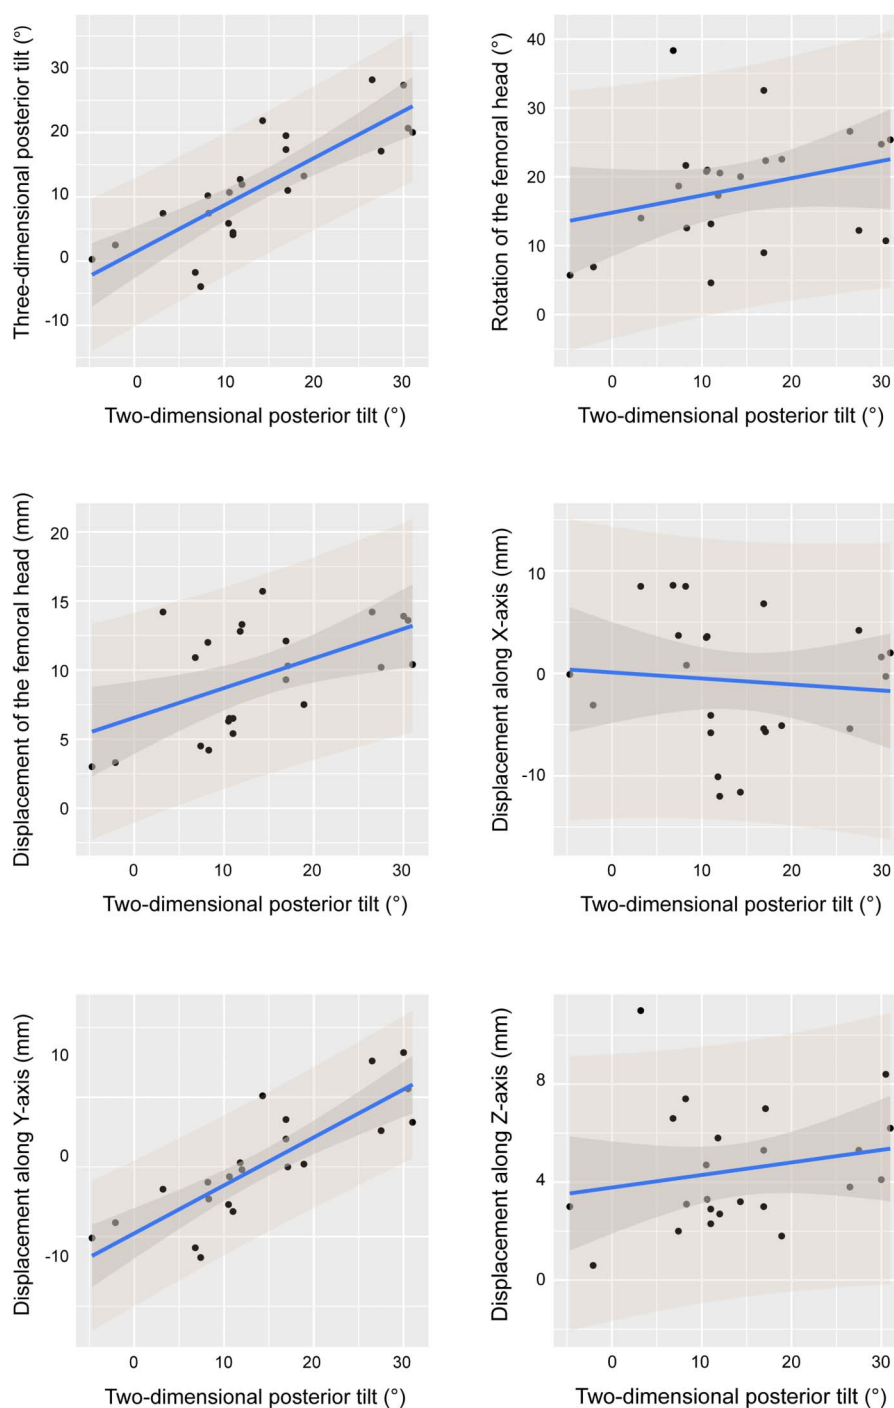 Three-dimensional posterior tilt (°)
30
20
10
0
-10
0 10 20 30
Two-dimensional posterior tilt (°)
Rotation of the femoral head (°)
40
30
20
10
0
0 10 20 30
Two-dimensional posterior tilt (°)
Displacement of the femoral head (mm)
20
15
10
5
0
0 10 20 30
Two-dimensional posterior tilt (°)
Displacement along X-axis (mm)
10
0
-10
0 10 20 30
Two-dimensional posterior tilt (°)
Displacement along Y-axis (mm)
10
0
-10
0 10 20 30
Two-dimensional posterior tilt (°)
Displacement along Z-axis (mm)
8
4
0
0 10 20 30
Two-dimensional posterior tilt (°)